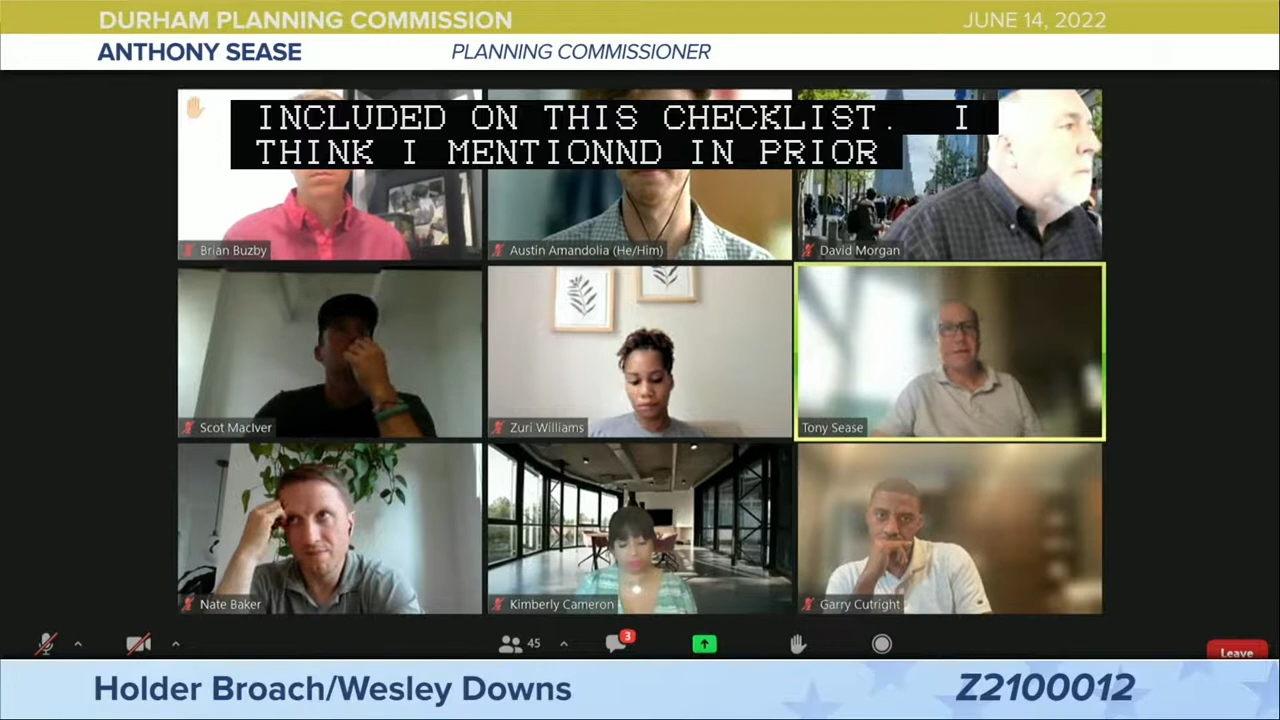 DURHAM PLANNING COMMISSION
JUNE 14, 2022
ANTHONY SEASE
PLANNING COMMISSIONER
INCLUDED ON THIS CHECKLIST. I
THINK I MENTIONND IN PRIOR
Brian Buzby
Austin Amandolia (He/Him)
David Morgan
Scot MacIver
Zuri Williams
Tony Sease
Nate Baker
Kimberly Cameron
Garry Cutright
45
3
Leave
Holder Broach/Wesley Downs
Z2100012